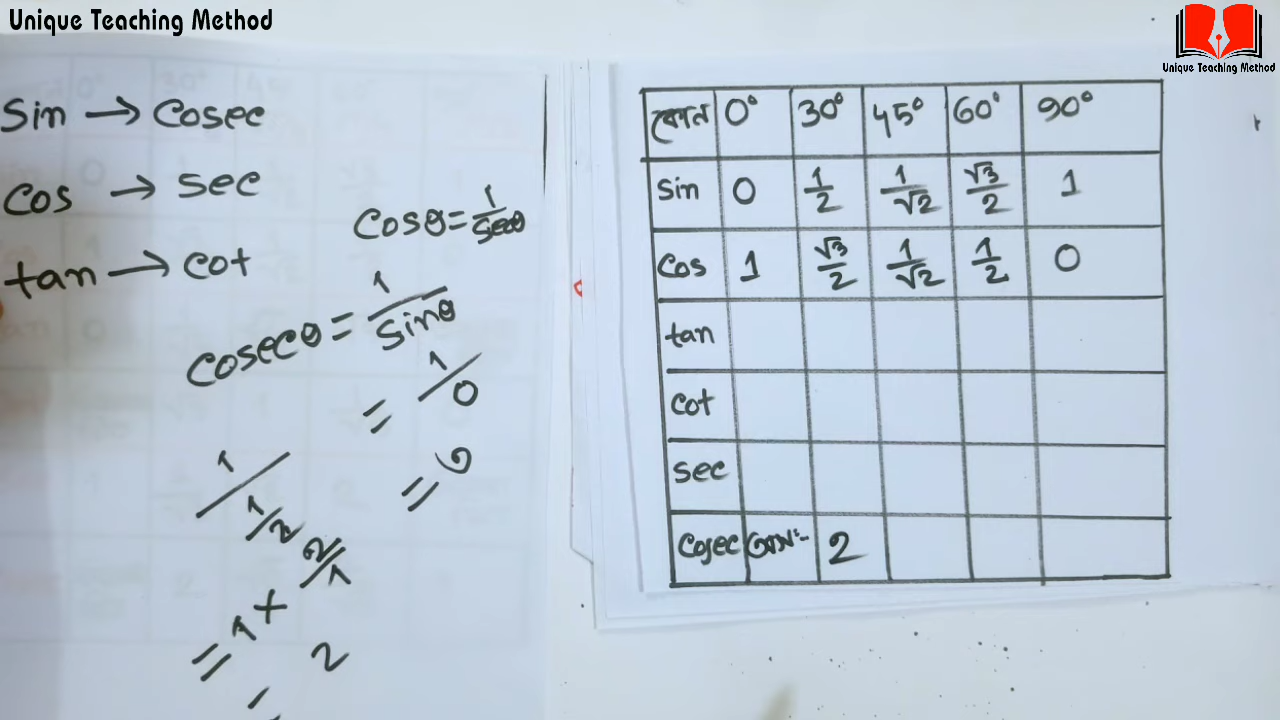 Unique Teaching Method
Unique Teaching Method
Sin → Cosec
Cos → Sec
tan → Cot
Cosθ = 1/Secθ
Cosecθ = 1/Sinθ
= 1/0
=
1/(1/2)
= 1 × 2/1
= 2
কোন 0° 30° 45° 60° 90°
Sin 0 1/2 1/√2 √3/2 1
Cos 1 √3/2 1/√2 1/2 0
tan
Cot
Sec
Cosec 2